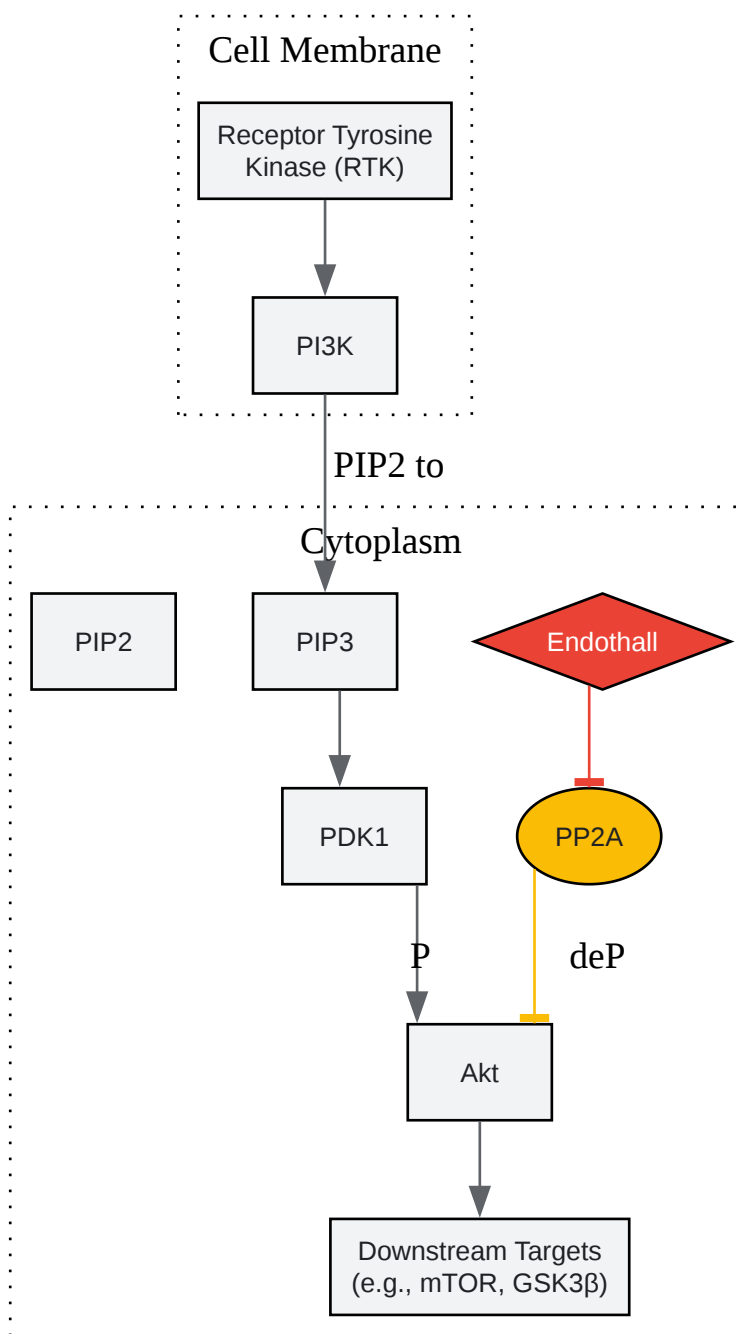 Cell Membrane
Receptor Tyrosine
Kinase (RTK)
PI3K
PIP2 to
Cytoplasm
PIP2
PIP3
Endothall
PDK1
PP2A
P
deP
Akt
Downstream Targets
(e.g., mTOR, GSK3β)